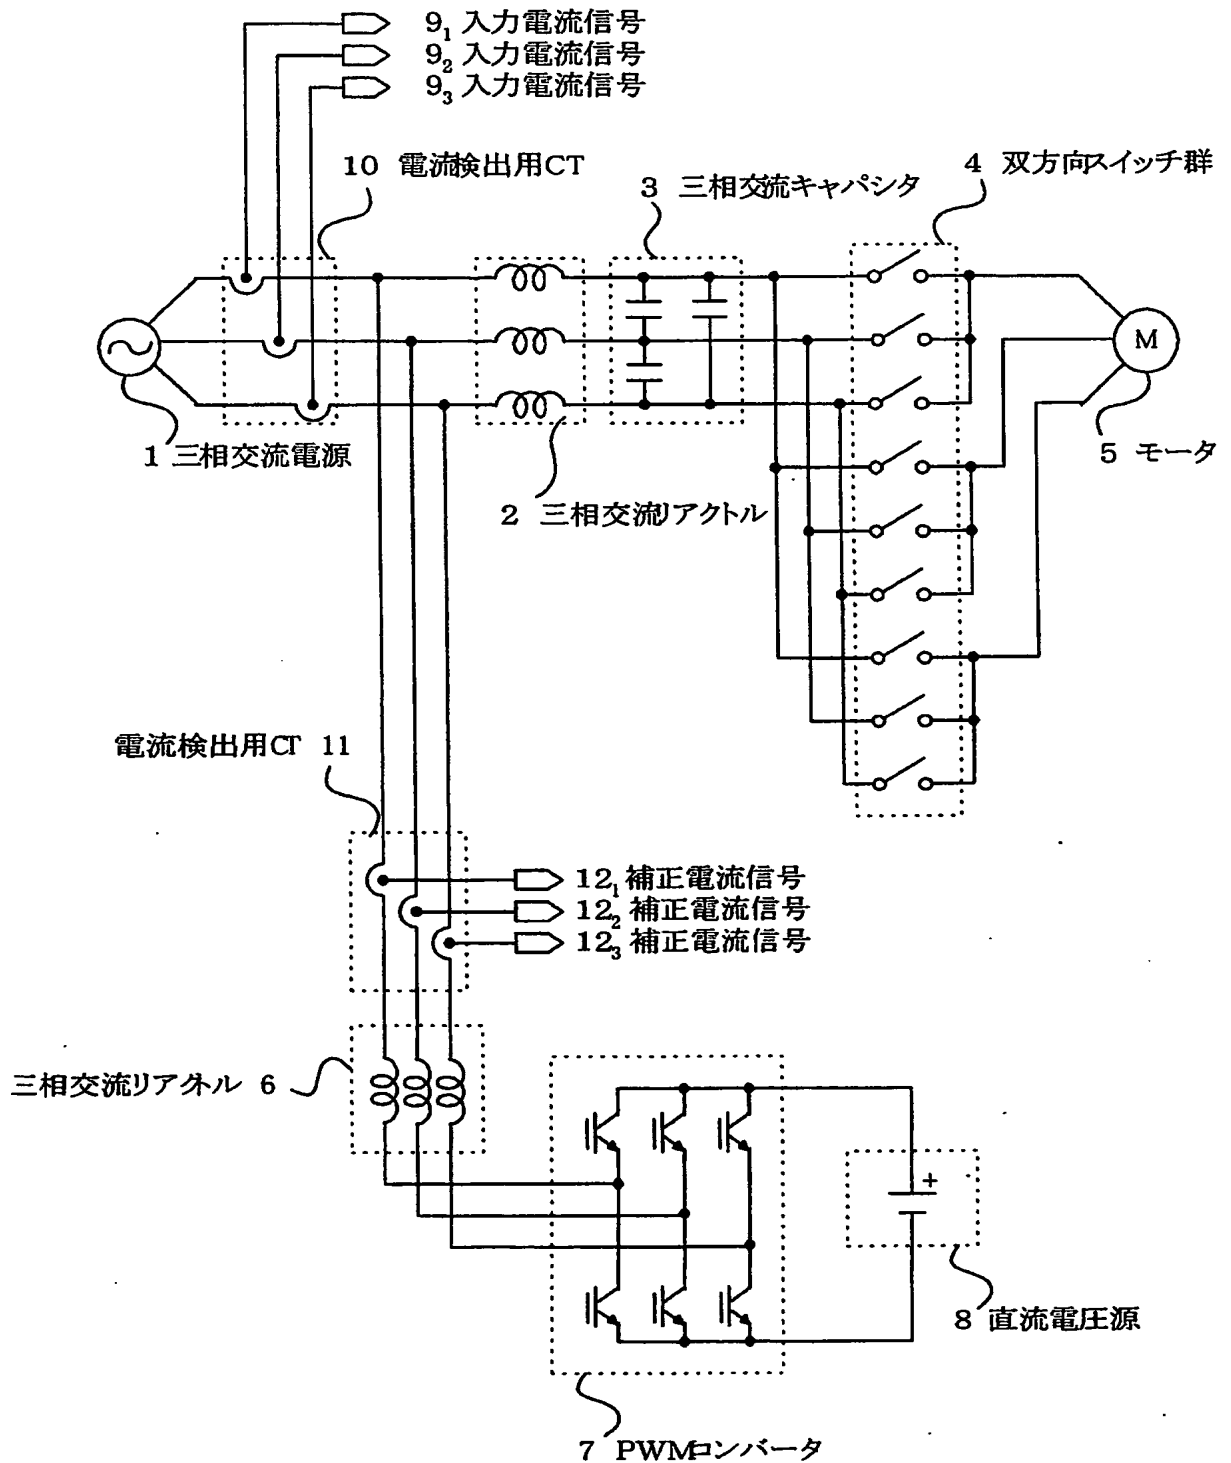 9₁ 入力電流信号
9₂ 入力電流信号
9₃ 入力電流信号
10 電流検出用CT
4 双方向スイッチ群
3 三相交流キャパシタ
M
1 三相交流電源
5 モータ
2 三相交流リアクトル
電流検出用CT 11
12₁ 補正電流信号
12₂ 補正電流信号
12₃ 補正電流信号
三相交流リアクトル 6
+
8 直流電圧源
7 PWMコンバータ